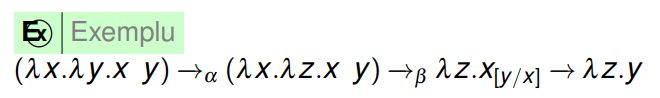 Ex Exemplu
(λx.λy.x y) →α (λx.λz.x y) →β λz.x[y/x] → λz.y